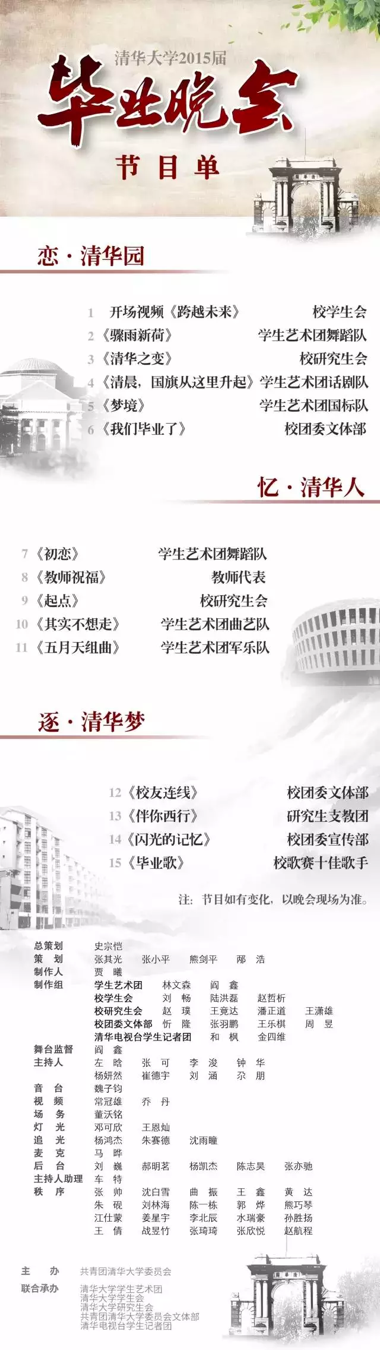 清华大学2015届
毕业晚会
节目单
恋·清华园
1 开场视频《跨越未来》 校学生会
2 《骤雨新荷》 学生艺术团舞蹈队
3 《清华之变》 校研究生会
4 《清晨，国旗从这里升起》 学生艺术团话剧队
5 《梦境》 学生艺术团国标队
6 《我们毕业了》 校团委文体部
忆·清华人
7 《初恋》 学生艺术团舞蹈队
8 《教师祝福》 教师代表
9 《起点》 校研究生会
10 《其实不想走》 学生艺术团曲艺队
11 《五月天组曲》 学生艺术团军乐队
逐·清华梦
12 《校友连线》 校团委文体部
13 《伴你西行》 研究生支教团
14 《闪光的记忆》 校团委宣传部
15 《毕业歌》 校歌赛十佳歌手
注：节目如有变化，以晚会现场为准。
总策划 史宗恺
策 划 张其光 张小平 熊剑平 邴 浩
制作人 贾 曦
制作组 学生艺术团 林文森 阎 鑫
校学生会 刘 畅 陆洪磊 赵哲析
校研究生会 赵 璞 王竟达 潘正道 王潇雄
校团委文体部 忻 隆 张羽鹏 王乐棋 周 昱
清华电视台学生记者团 和 枫 金四维
舞台监督 阎 鑫
主持人 左 晗 张 可 李 浚 钟 华
杨妍然 崔德宇 刘 涵 尕 朋
音 台 魏子钧
视 频 常冠雄 乔 丹
场 务 董沃铭
灯 光 邓可欣 王恩灿
追 光 杨鸿杰 朱赛德 沈雨瞳
麦 克 马 晔
后 台 刘 巍 郝明茗 杨凯杰 陈志昊 张亦驰
主持人助理 车 特
秩 序 张 帅 沈白雪 曲 振 王 鑫 黄 达
朱 砚 刘林海 陈一栋 郭 烨 熊巧琴
江仕蒙 姜星宇 李北辰 水瑞豪 孙胜扬
王 倩 战昱竹 张琦琦 张欣悦 赵航程
主 办 共青团清华大学委员会
联合承办 清华大学学生艺术团
清华大学学生会
清华大学研究生会
共青团清华大学委员会文体部
清华电视台学生记者团